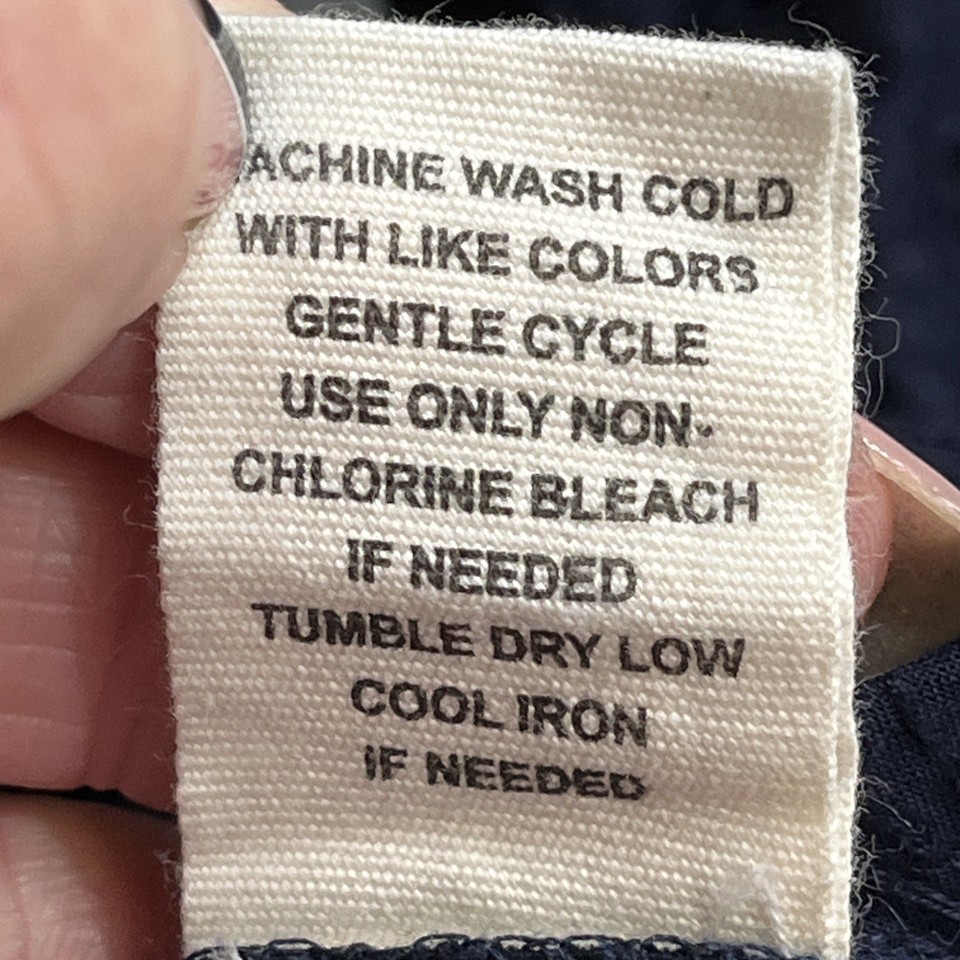 MACHINE WASH COLD
WITH LIKE COLORS
GENTLE CYCLE
USE ONLY NON-
CHLORINE BLEACH
IF NEEDED
TUMBLE DRY LOW
COOL IRON
IF NEEDED